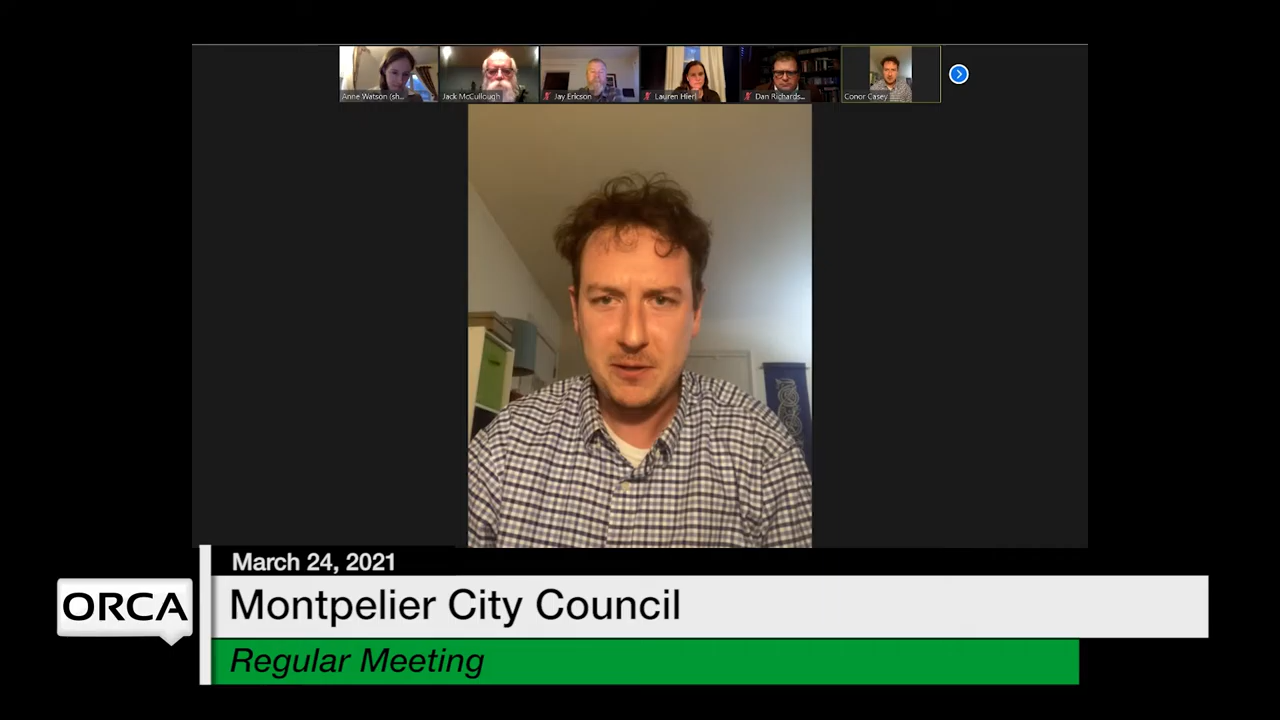 Anne Watson (sh...
Jack McCullough
Jay Ericson
Lauren Hierl
Dan Richards...
Conor Casey
March 24, 2021
ORCA
Montpelier City Council
Regular Meeting